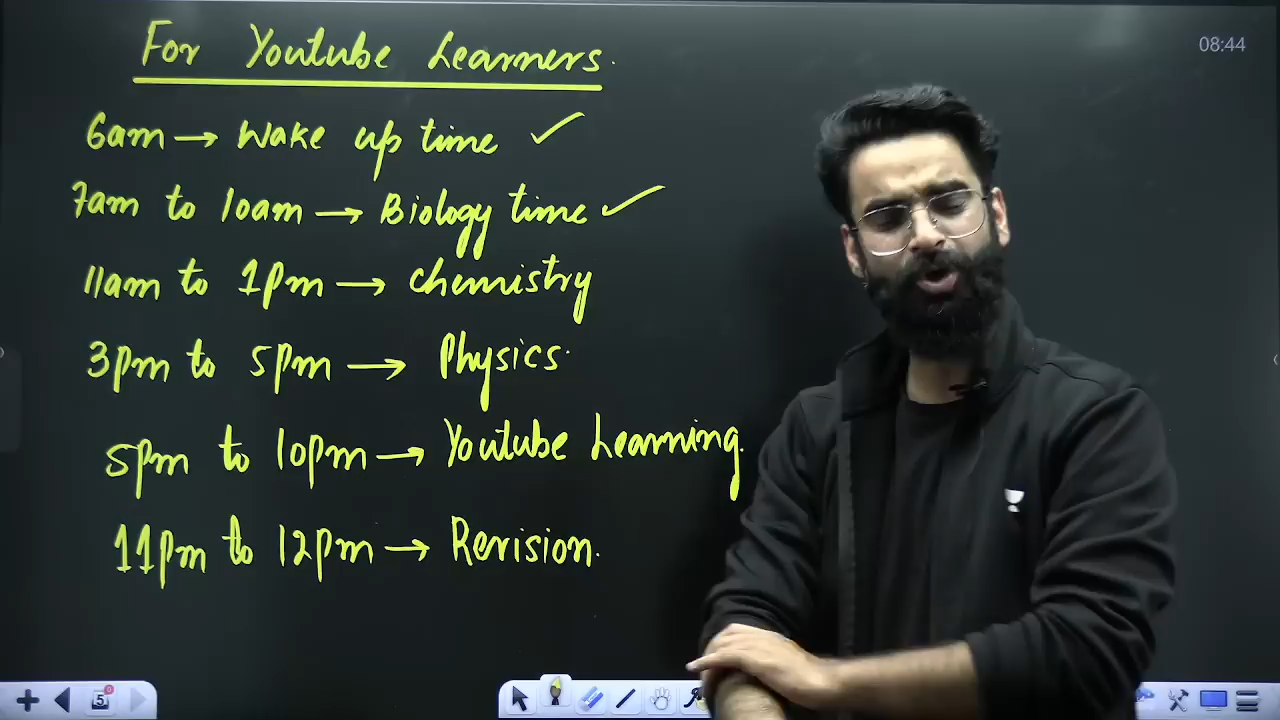 For Youtube Learners.
08:44
6am → Wake up time ✓
7am to 10am → Biology time ✓
11am to 1pm → Chemistry
3pm to 5pm → Physics.
5pm to 10pm → Youtube Learning.
11pm to 12pm → Revision.
5